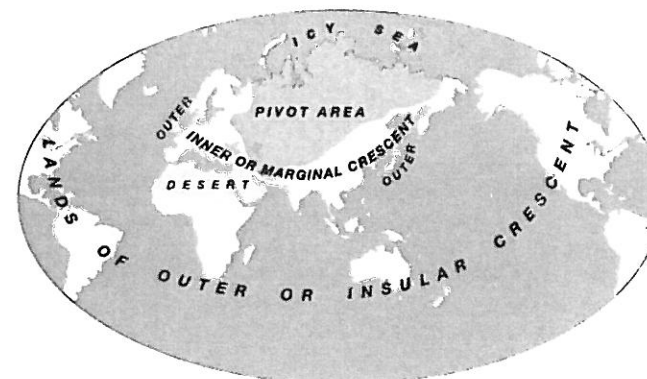 ICY SEA
PIVOT AREA
OUTER
INNER OR MARGINAL CRESCENT
OUTER
DESERT
LANDS OF OUTER OR INSULAR CRESCENT